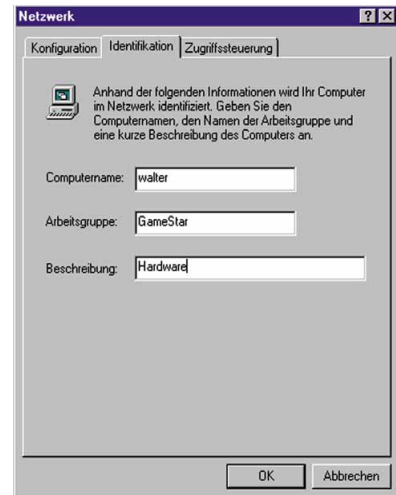 Netzwerk
Konfiguration Identifikation Zugriffssteuerung
Anhand der folgenden Informationen wird Ihr Computer
im Netzwerk identifiziert. Geben Sie den
Computernamen, den Namen der Arbeitsgruppe und
eine kurze Beschreibung des Computers an.
Computername: walter
Arbeitsgruppe: GameStar
Beschreibung: Hardware
OK Abbrechen